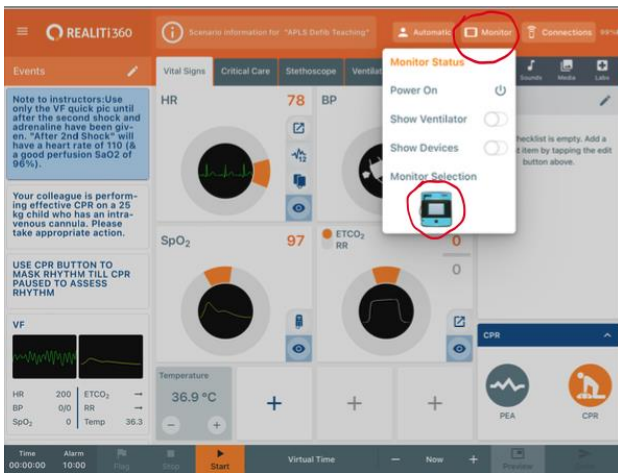 REALITi360
Scenario information for "APLS Defib Teaching"
Automatic
Monitor
Connections
99%
Events
Vital Signs
Critical Care
Stethoscope
Ventilat
Sounds
Media
Labs
Note to instructors:Use
only the VF quick pic until
after the second shock and
adrenaline have been giv-
en. "After 2nd Shock" will
have a heart rate of 110 (&
a good perfusion SaO2 of
96%).
Your colleague is perform-
ing effective CPR on a 25
kg child who has an intra-
venous cannula. Please
take appropriate action.
USE CPR BUTTON TO
MASK RHYTHM TILL CPR
PAUSED TO ASSESS
RHYTHM
VF
HR 200 ETCO₂ --
BP 0/0 RR --
SpO₂ 0 Temp 36.3
HR
78
BP
12
SpO₂
97
ETCO₂
RR
0
0
Temperature
36.9 °C
Monitor Status
Power On
Show Ventilator
Show Devices
Monitor Selection
hecklist is empty. Add a
t item by tapping the edit
button above.
CPR
PEA
CPR
Time
00:00:00
Alarm
10:00
Flag
Stop
Start
Virtual Time
Now
Preview